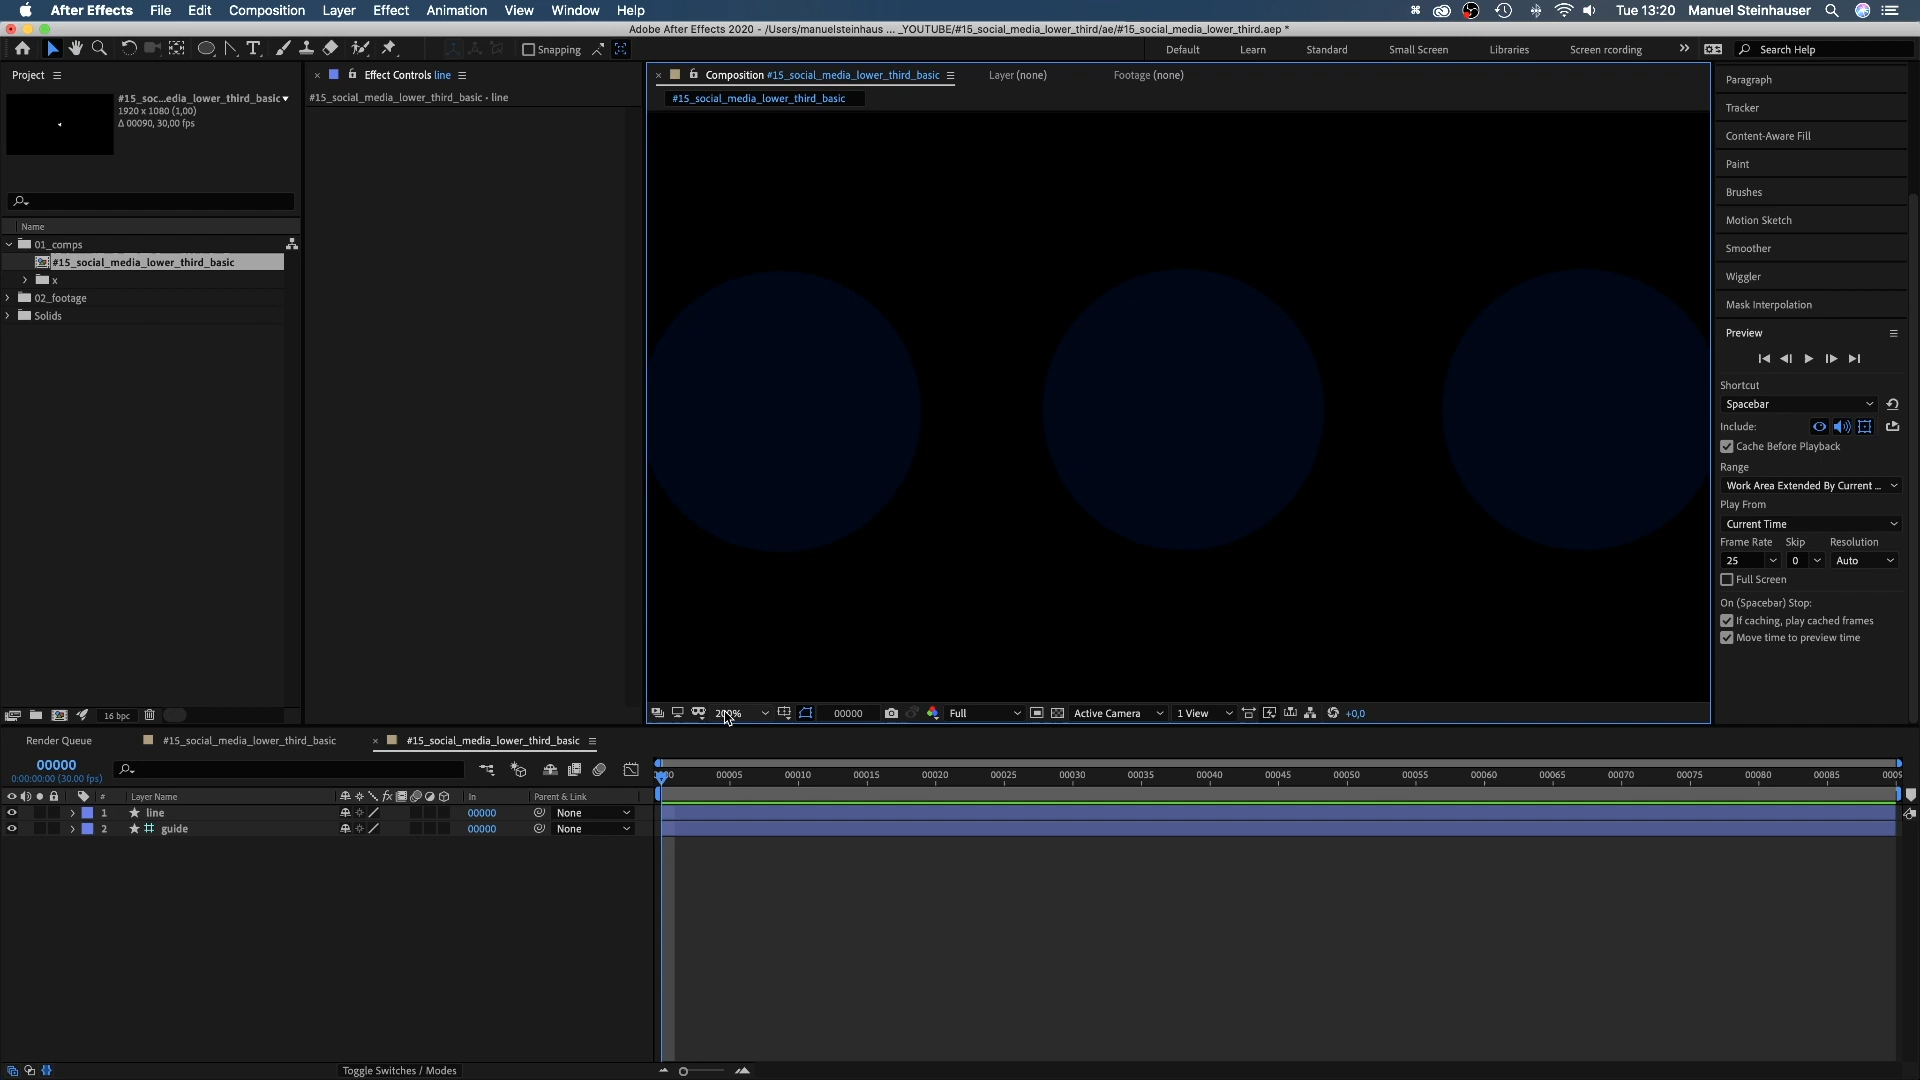 After Effects File Edit Composition Layer Effect Animation View Window Help Tue 13:20 Manuel Steinhauser
Adobe After Effects 2020 - /Users/manuelsteinhaus ... _YOUTUBE/#15_social_media_lower_third/ae/#15_social_media_lower_third.aep *
Snapping Default Learn Standard Small Screen Libraries Screen rcording Search Help
Project
Effect Controls line
Composition #15_social_media_lower_third_basic
Layer (none)
Footage (none)
#15_soc...edia_lower_third_basic
1920 x 1080 (1,00)
Δ 00090, 30,00 fps
#15_social_media_lower_third_basic • line
#15_social_media_lower_third_basic
Name
01_comps
#15_social_media_lower_third_basic
x
02_footage
Solids
16 bpc
Paragraph
Tracker
Content-Aware Fill
Paint
Brushes
Motion Sketch
Smoother
Wiggler
Mask Interpolation
Preview
Shortcut
Spacebar
Include:
Cache Before Playback
Range
Work Area Extended By Current ...
Play From
Current Time
Frame Rate Skip Resolution
25 0 Auto
Full Screen
On (Spacebar) Stop:
If caching, play cached frames
Move time to preview time
00000 Full Active Camera 1 View +0,0
Render Queue #15_social_media_lower_third_basic #15_social_media_lower_third_basic
00000
0:00:00:00 (30.00 fps)
00005 00010 00015 00020 00025 00030 00035 00040 00045 00050 00055 00060 00065 00070 00075 00080 00085
# Layer Name In Parent & Link
1 line 00000 None
2 guide 00000 None
Toggle Switches / Modes